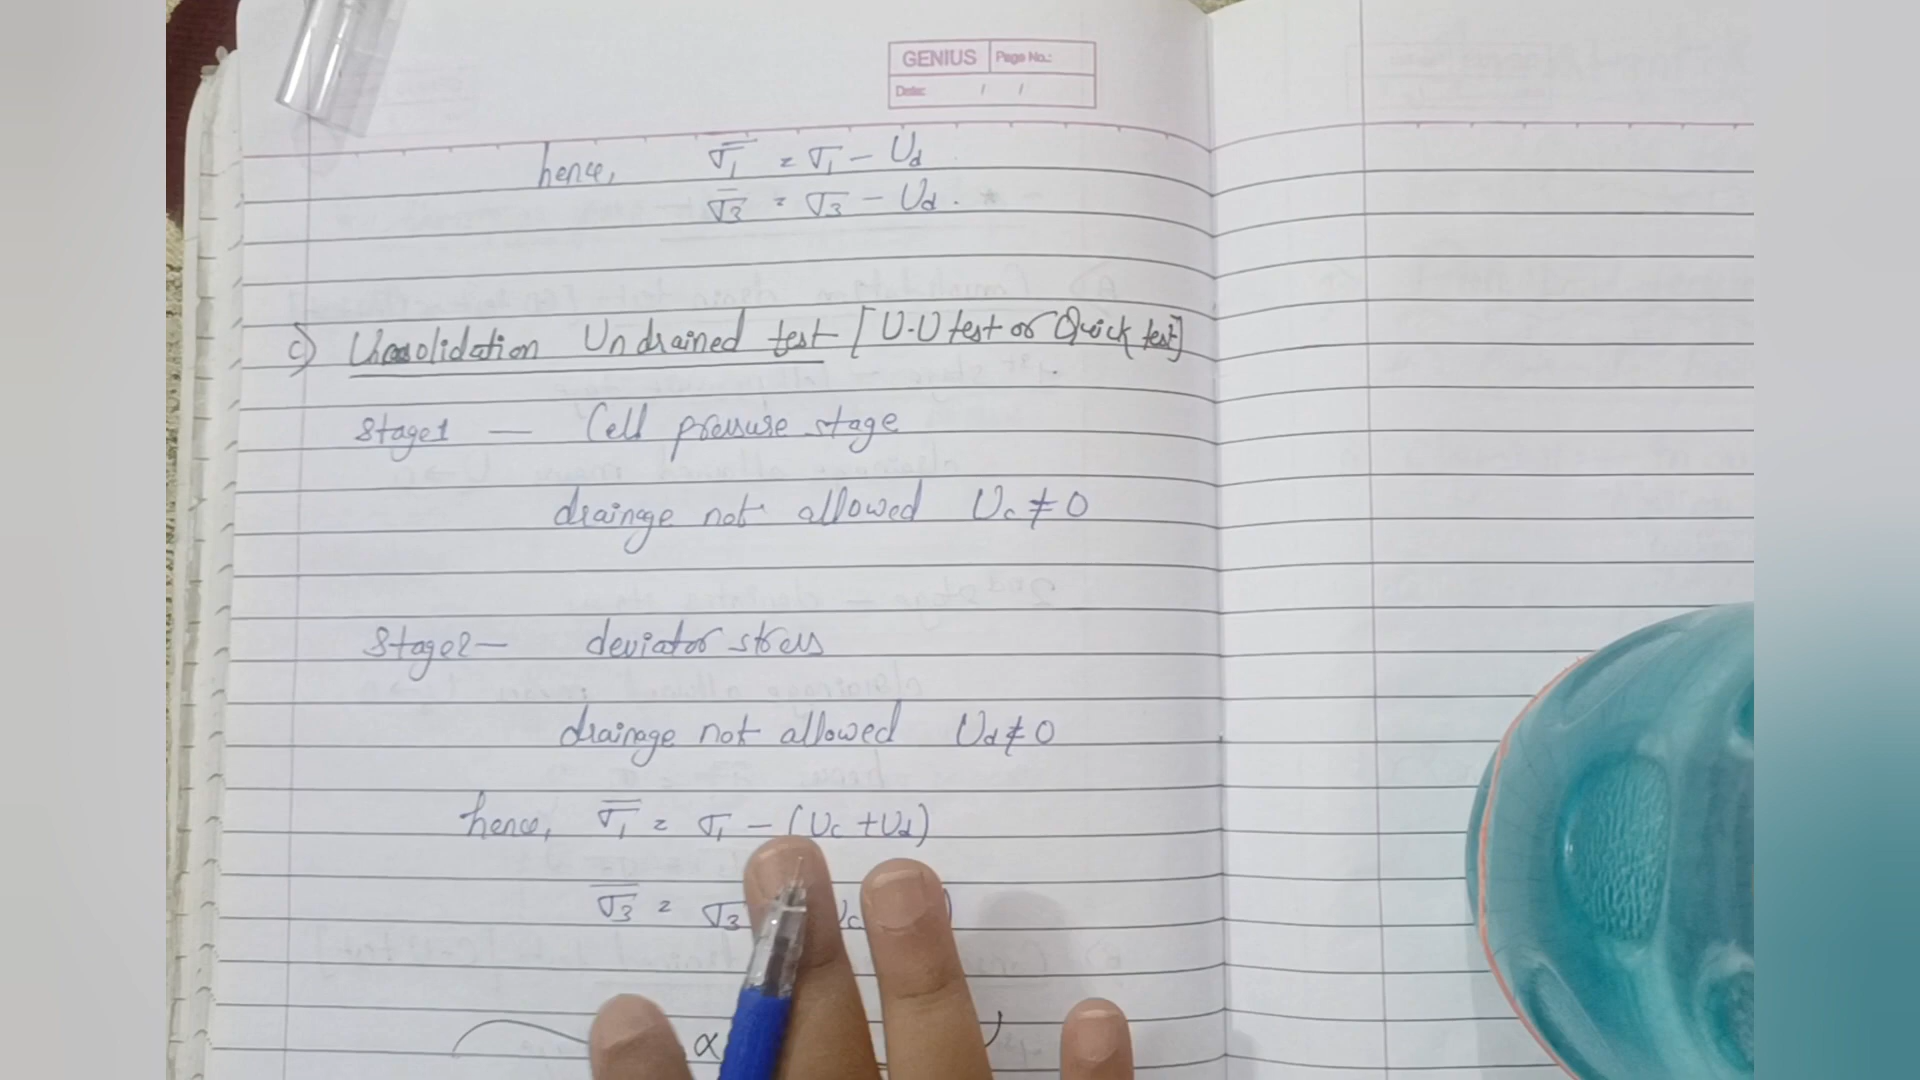 GENIUS Page No.:
Date: / /
hence, σ̅₁ = σ₁ - Ud
σ̅₃ = σ₃ - Ud.
c) Undrained test [U-U test or Quick test]
Stage1 — Cell pressure stage
drainage not allowed Uc ≠ 0
Stage2 — deviator stress
drainage not allowed Ud ≠ 0
hence, σ̅₁ = σ₁ - (Uc + Ud)
σ̅₃ = σ₃ Uc )
α